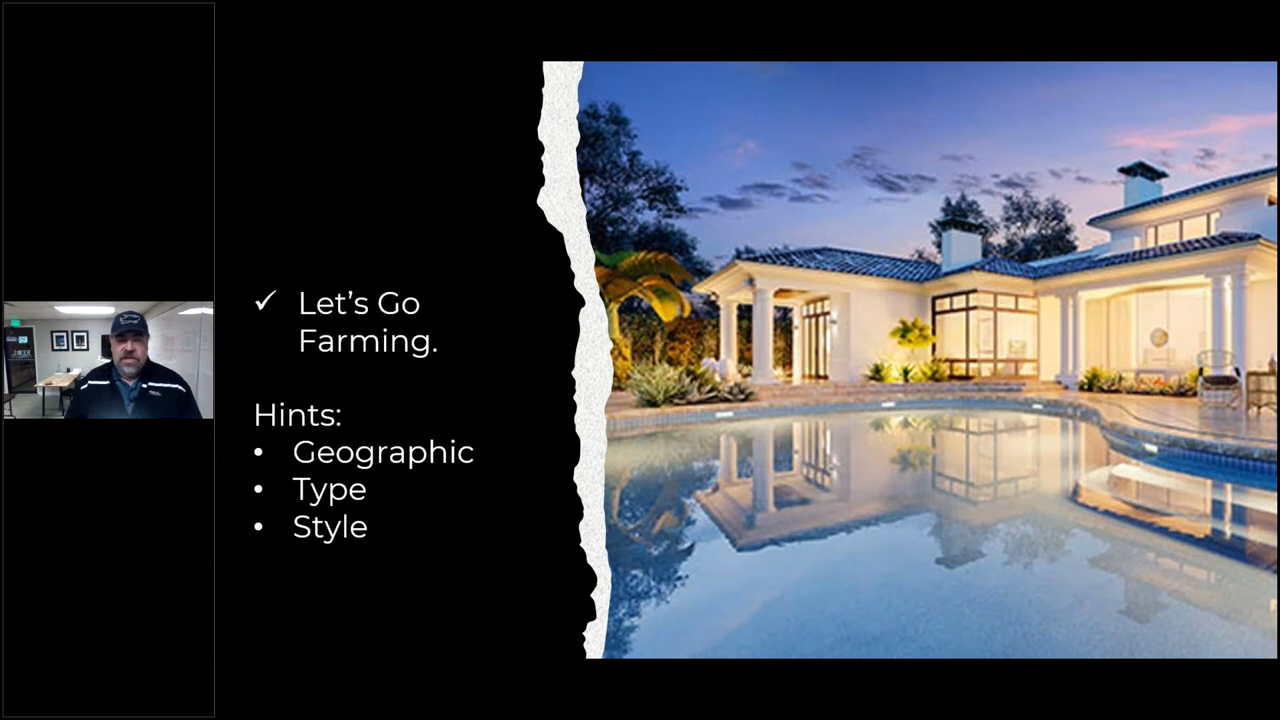 ✓ Let’s Go
Farming.
Hints:
• Geographic
• Type
• Style